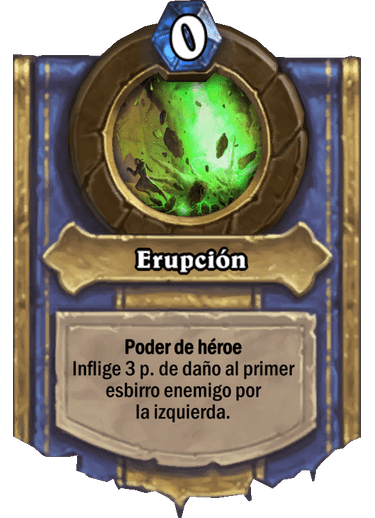 0
Erupción
Poder de héroe
Inflige 3 p. de daño al primer
esbirro enemigo por
la izquierda.